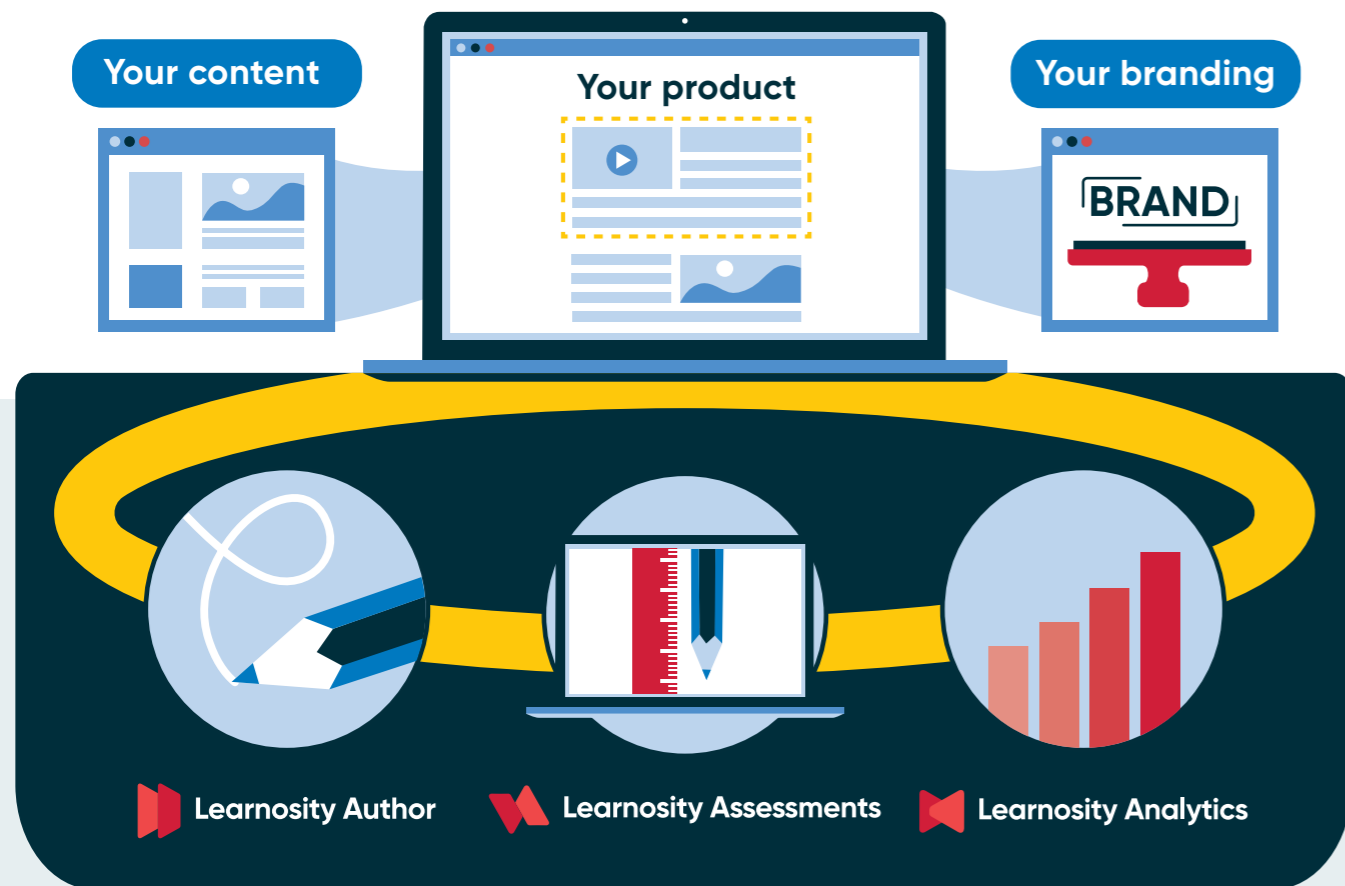 Your content
Your product
Your branding
BRAND
Learnosity Author
Learnosity Assessments
Learnosity Analytics